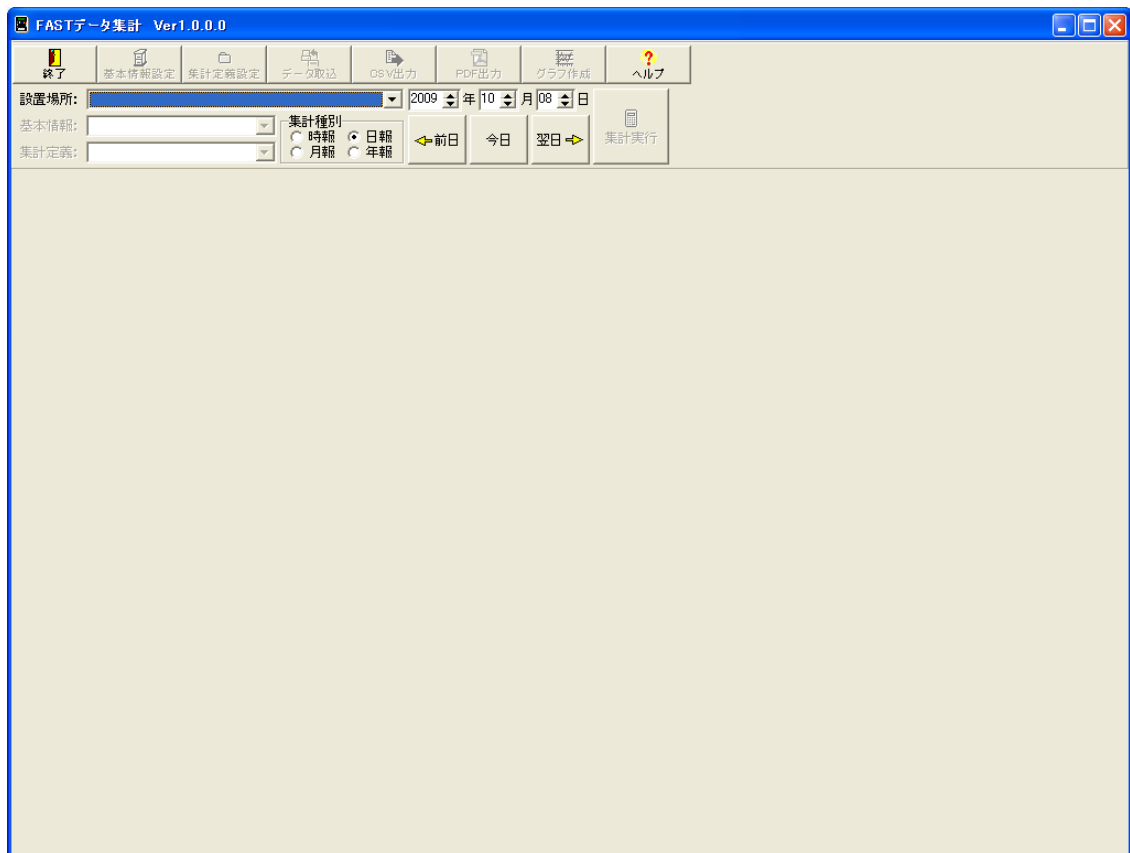 FASTデータ集計 Ver1.0.0.0
終了 基本情報設定 集計定義設定 データ取込 CSV出力 PDF出力 グラフ作成 ヘルプ
設置場所: 2009 年 10 月 08 日
基本情報: 集計種別
時報 日報 前日 今日 翌日 集計実行
集計定義: 月報 年報